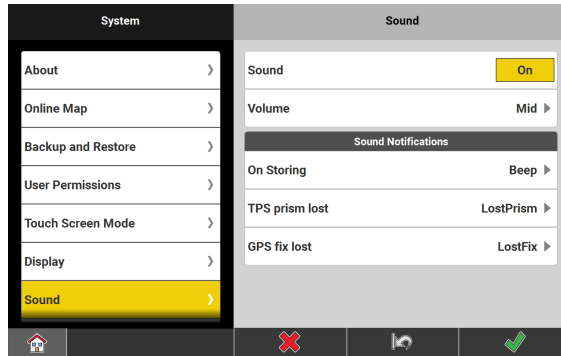 System
Sound
About
Online Map
Backup and Restore
User Permissions
Touch Screen Mode
Display
Sound
Sound On
Volume Mid
Sound Notifications
On Storing Beep
TPS prism lost LostPrism
GPS fix lost LostFix